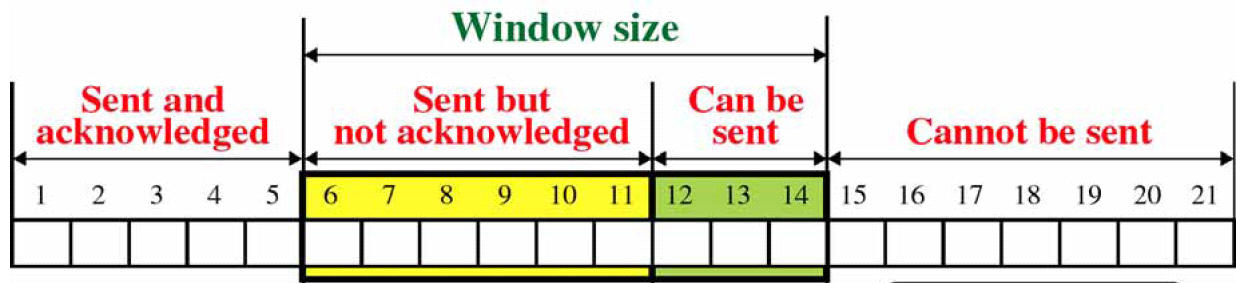 Window size
Sent and
acknowledged
Sent but
not acknowledged
Can be
sent
Cannot be sent
1 2 3 4 5 6 7 8 9 10 11 12 13 14 15 16 17 18 19 20 21